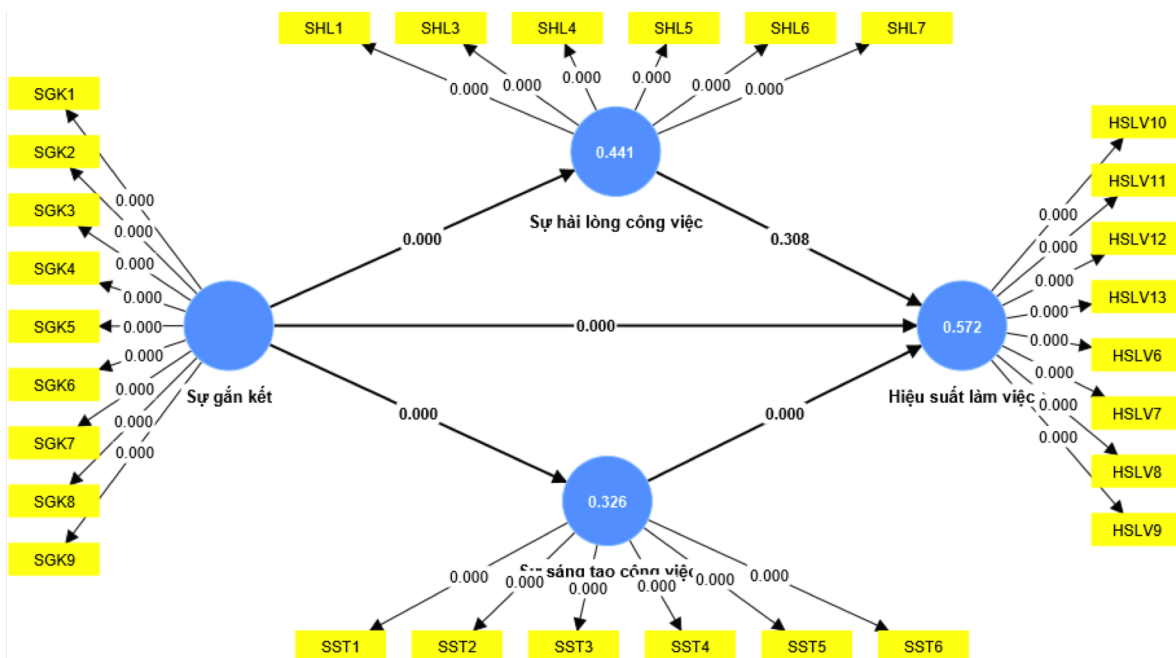 SHL1 SHL3 SHL4 SHL5 SHL6 SHL7
0.000 0.000 0.000 0.000 0.000 0.000
0.441
Sự hài lòng công việc
SGK1
SGK2
SGK3
SGK4
SGK5
SGK6
SGK7
SGK8
SGK9
0.000
0.000
0.000
0.000
0.000
0.000
0.000
0.000
0.000
Sự gắn kết
0.000
0.308
0.000
0.000
0.000
HSLV10
HSLV11
HSLV12
HSLV13
HSLV6
HSLV7
HSLV8
HSLV9
0.000
0.000
0.000
0.000
0.000
0.000
0.000
0.000
0.572
Hiệu suất làm việc
0.326
Sự sáng tạo công việc
0.000 0.000 0.000 0.000 0.000 0.000
SST1 SST2 SST3 SST4 SST5 SST6